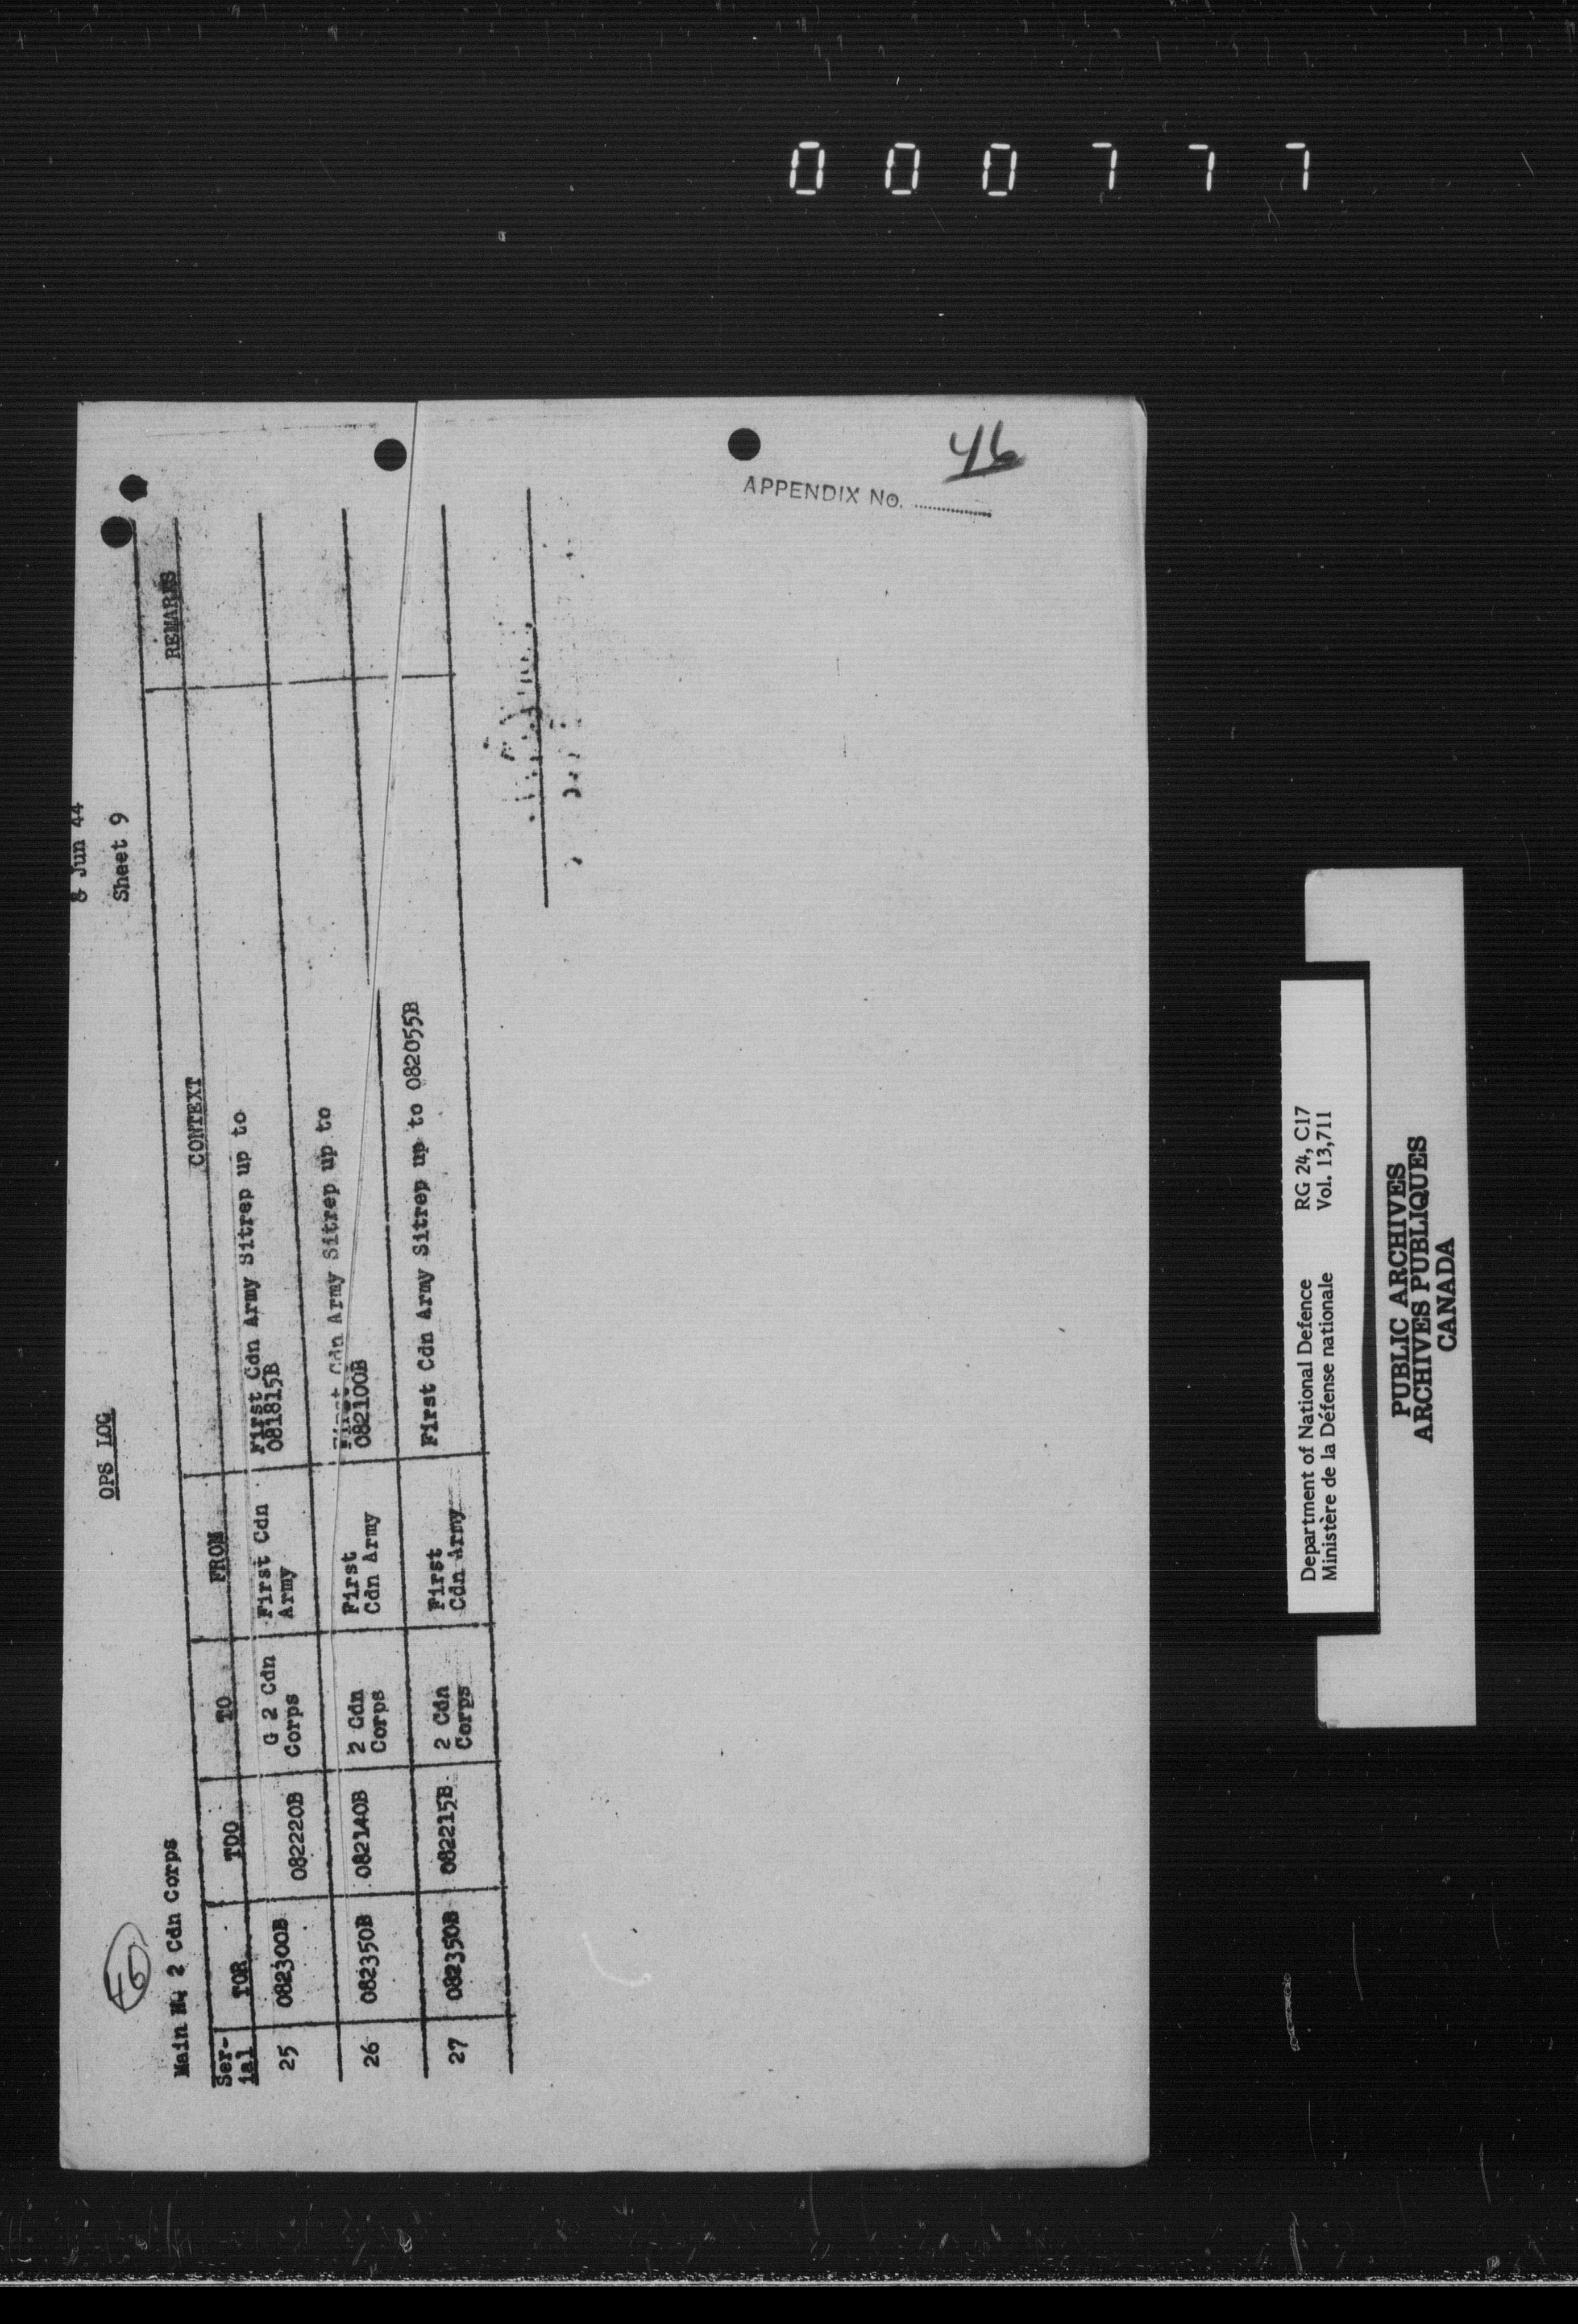 000777
APPENDIX No. 46
8 Jun 44
OPS LOG
Sheet 9
Main HQ 2 Cdn Corps
Ser-ial TOR TOO TO FROM CONTEXT REMARKS
25 082300B 082220B G 2 Cdn Corps First Cdn Army First Cdn Army Sitrep up to 081815B
26 082350B 082140B 2 Cdn Corps First Cdn Army First Cdn Army Sitrep up to 082100B
27 082350B 082215B 2 Cdn Corps First Cdn Army First Cdn Army Sitrep up to 082055B
Department of National Defence RG 24, C17
Ministère de la Défense nationale Vol. 13,711
PUBLIC ARCHIVES
ARCHIVES PUBLIQUES
CANADA